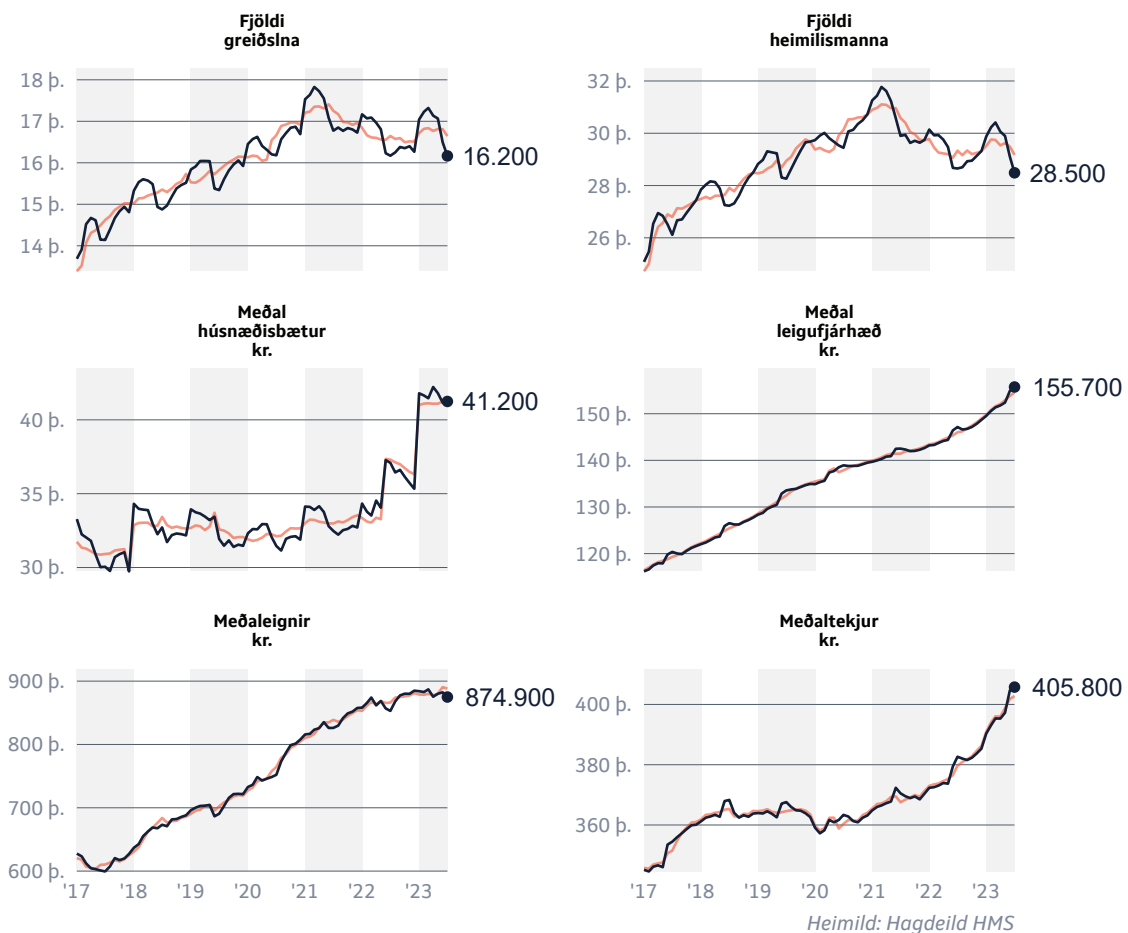 Fjöldi
greiðslna
18 þ.
17 þ.
16 þ.
15 þ.
14 þ.
16.200
Fjöldi
heimilismanna
32 þ.
30 þ.
28 þ.
26 þ.
28.500
Meðal
húsnæðisbætur
kr.
40 þ.
35 þ.
30 þ.
41.200
Meðal
leigufjárhæð
kr.
150 þ.
140 þ.
130 þ.
120 þ.
155.700
Meðaleignir
kr.
900 þ.
800 þ.
700 þ.
600 þ.
874.900
'17 '18 '19 '20 '21 '22 '23
Meðaltekjur
kr.
400 þ.
380 þ.
360 þ.
405.800
'17 '18 '19 '20 '21 '22 '23
Heimild: Hagdeild HMS